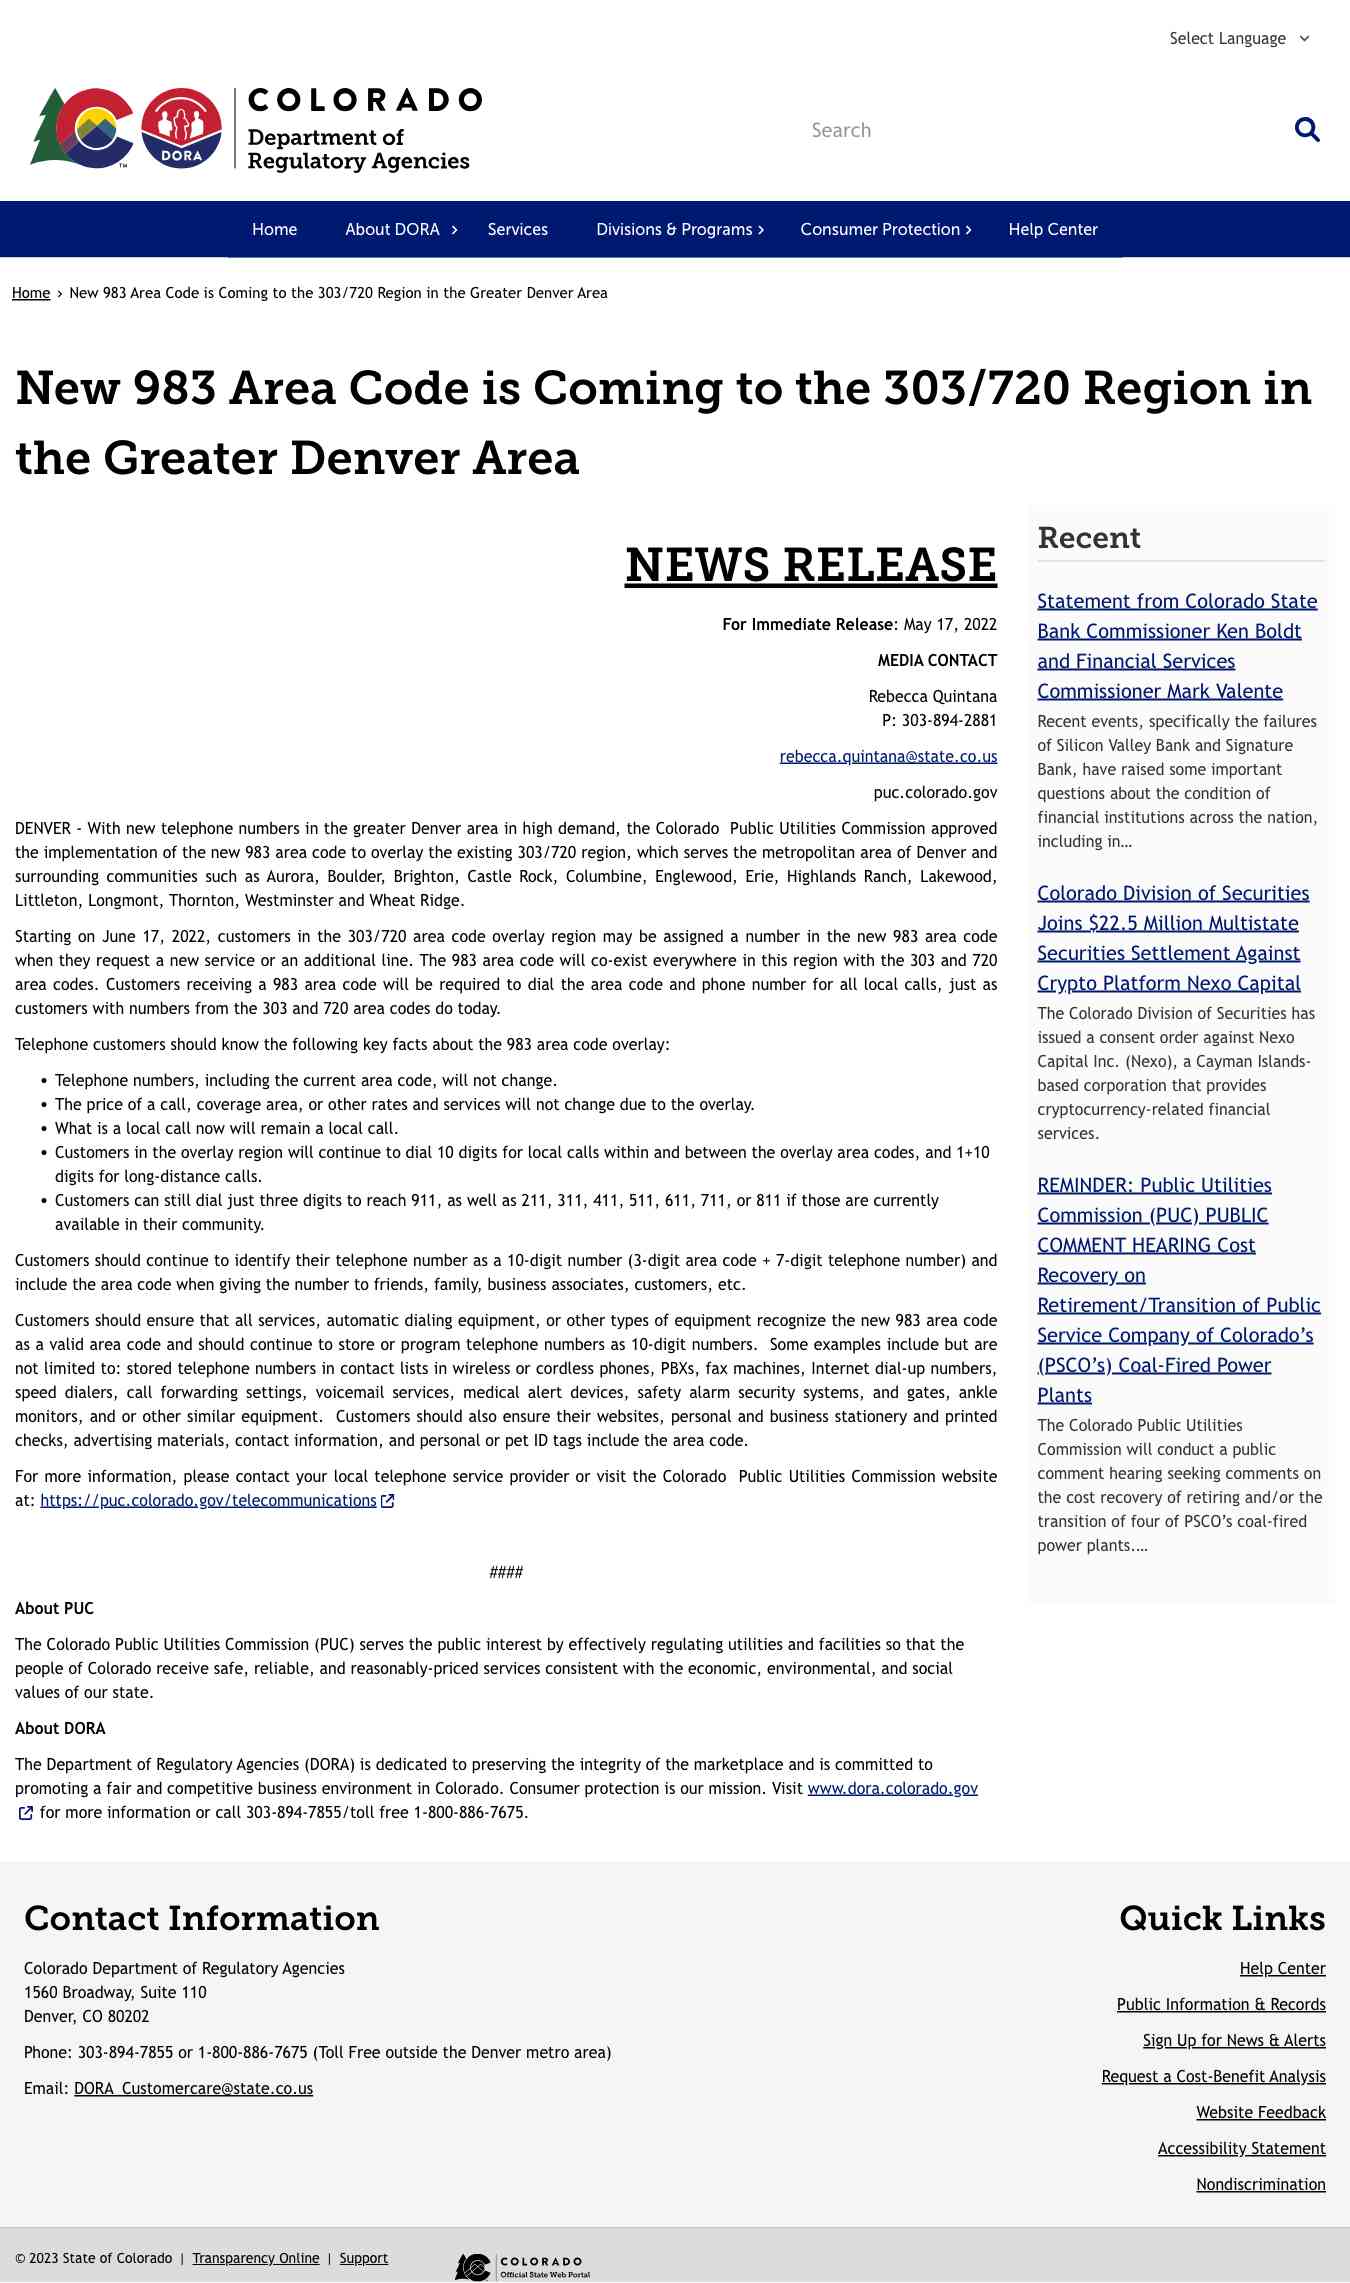 Select Language
COLORADO
Department of
Regulatory Agencies
DORA
TM
Search
Home
About DORA
Services
Divisions & Programs
Consumer Protection
Help Center
Home › New 983 Area Code is Coming to the 303/720 Region in the Greater Denver Area
New 983 Area Code is Coming to the 303/720 Region in
the Greater Denver Area
NEWS RELEASE
For Immediate Release: May 17, 2022
MEDIA CONTACT
Rebecca Quintana
P: 303-894-2881
rebecca.quintana@state.co.us
puc.colorado.gov
DENVER - With new telephone numbers in the greater Denver area in high demand, the Colorado  Public Utilities Commission approved
the implementation of the new 983 area code to overlay the existing 303/720 region, which serves the metropolitan area of Denver and
surrounding communities such as Aurora, Boulder, Brighton, Castle Rock, Columbine, Englewood, Erie, Highlands Ranch, Lakewood,
Littleton, Longmont, Thornton, Westminster and Wheat Ridge.
Starting on June 17, 2022, customers in the 303/720 area code overlay region may be assigned a number in the new 983 area code
when they request a new service or an additional line. The 983 area code will co-exist everywhere in this region with the 303 and 720
area codes. Customers receiving a 983 area code will be required to dial the area code and phone number for all local calls, just as
customers with numbers from the 303 and 720 area codes do today.
Telephone customers should know the following key facts about the 983 area code overlay:
• Telephone numbers, including the current area code, will not change.
• The price of a call, coverage area, or other rates and services will not change due to the overlay.
• What is a local call now will remain a local call.
• Customers in the overlay region will continue to dial 10 digits for local calls within and between the overlay area codes, and 1+10
digits for long-distance calls.
• Customers can still dial just three digits to reach 911, as well as 211, 311, 411, 511, 611, 711, or 811 if those are currently
available in their community.
Customers should continue to identify their telephone number as a 10-digit number (3-digit area code + 7-digit telephone number) and
include the area code when giving the number to friends, family, business associates, customers, etc.
Customers should ensure that all services, automatic dialing equipment, or other types of equipment recognize the new 983 area code
as a valid area code and should continue to store or program telephone numbers as 10-digit numbers.  Some examples include but are
not limited to: stored telephone numbers in contact lists in wireless or cordless phones, PBXs, fax machines, Internet dial-up numbers,
speed dialers, call forwarding settings, voicemail services, medical alert devices, safety alarm security systems, and gates, ankle
monitors, and or other similar equipment.  Customers should also ensure their websites, personal and business stationery and printed
checks, advertising materials, contact information, and personal or pet ID tags include the area code.
For more information, please contact your local telephone service provider or visit the Colorado  Public Utilities Commission website
at: https://puc.colorado.gov/telecommunications
####
About PUC
The Colorado Public Utilities Commission (PUC) serves the public interest by effectively regulating utilities and facilities so that the
people of Colorado receive safe, reliable, and reasonably-priced services consistent with the economic, environmental, and social
values of our state.
About DORA
The Department of Regulatory Agencies (DORA) is dedicated to preserving the integrity of the marketplace and is committed to
promoting a fair and competitive business environment in Colorado. Consumer protection is our mission. Visit www.dora.colorado.gov
for more information or call 303-894-7855/toll free 1-800-886-7675.
Recent
Statement from Colorado State
Bank Commissioner Ken Boldt
and Financial Services
Commissioner Mark Valente
Recent events, specifically the failures
of Silicon Valley Bank and Signature
Bank, have raised some important
questions about the condition of
financial institutions across the nation,
including in…
Colorado Division of Securities
Joins $22.5 Million Multistate
Securities Settlement Against
Crypto Platform Nexo Capital
The Colorado Division of Securities has
issued a consent order against Nexo
Capital Inc. (Nexo), a Cayman Islands-
based corporation that provides
cryptocurrency-related financial
services.
REMINDER: Public Utilities
Commission (PUC) PUBLIC
COMMENT HEARING Cost
Recovery on
Retirement/Transition of Public
Service Company of Colorado’s
(PSCO’s) Coal-Fired Power
Plants
The Colorado Public Utilities
Commission will conduct a public
comment hearing seeking comments on
the cost recovery of retiring and/or the
transition of four of PSCO’s coal-fired
power plants.…
Contact Information
Colorado Department of Regulatory Agencies
1560 Broadway, Suite 110
Denver, CO 80202
Phone: 303-894-7855 or 1-800-886-7675 (Toll Free outside the Denver metro area)
Email: DORA_Customercare@state.co.us
Quick Links
Help Center
Public Information & Records
Sign Up for News & Alerts
Request a Cost-Benefit Analysis
Website Feedback
Accessibility Statement
Nondiscrimination
© 2023 State of Colorado | Transparency Online | Support
COLORADO
Official State Web Portal